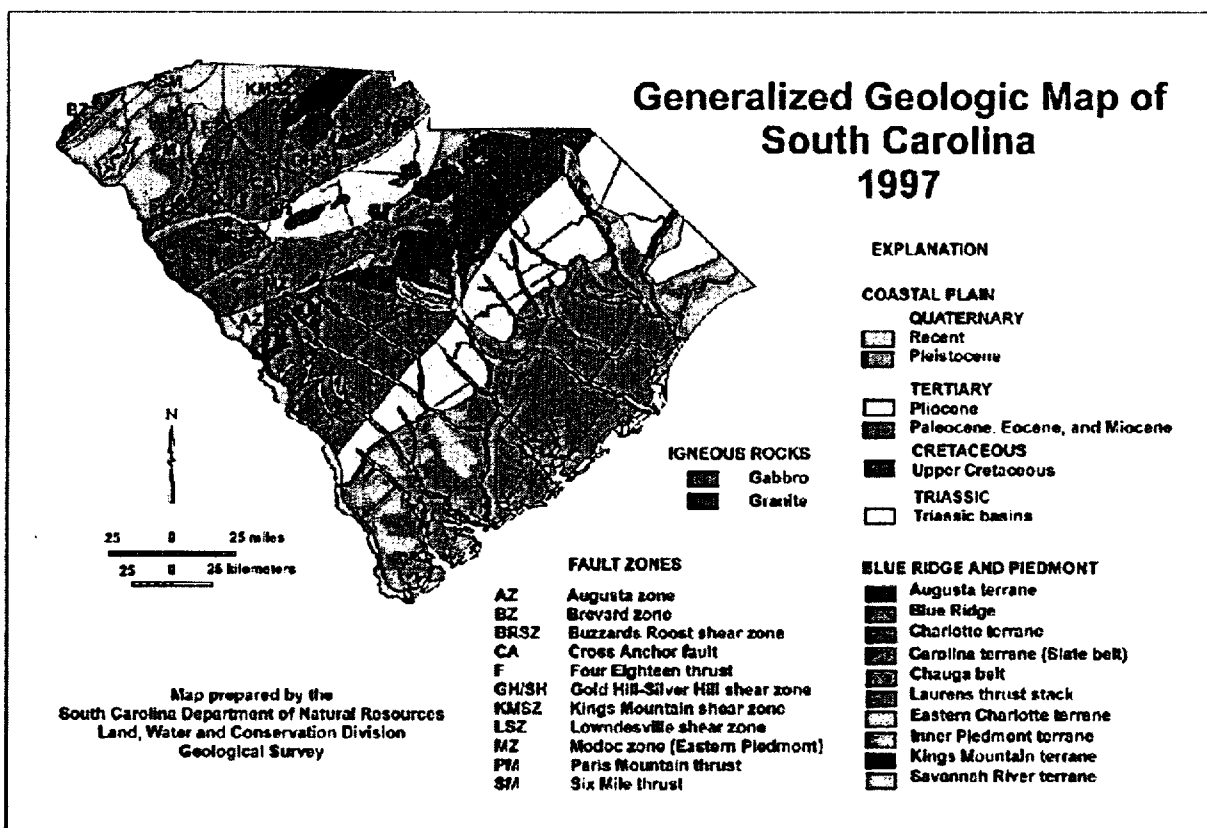 Generalized Geologic Map of
South Carolina
1997
BZ
SM
KMSZ
AZ
N
25 0 25 miles
25 0 25 kilometers
Map prepared by the
South Carolina Department of Natural Resources
Land, Water and Conservation Division
Geological Survey
IGNEOUS ROCKS
Gabbro
Granite
FAULT ZONES
AZ Augusta zone
BZ Brevard zone
BRSZ Buzzards Roost shear zone
CA Cross Anchor fault
F Four Eighteen thrust
GH/SH Gold Hill-Silver Hill shear zone
KMSZ Kings Mountain shear zone
LSZ Lowndesville shear zone
MZ Modoc zone (Eastern Piedmont)
PM Paris Mountain thrust
SM Six Mile thrust
EXPLANATION
COASTAL PLAIN
QUATERNARY
Recent
Pleistocene
TERTIARY
Pliocene
Paleocene, Eocene, and Miocene
CRETACEOUS
Upper Cretaceous
TRIASSIC
Triassic basins
BLUE RIDGE AND PIEDMONT
Augusta terrane
Blue Ridge
Charlotte terrane
Carolina terrane (Slate belt)
Chauga belt
Laurens thrust stack
Eastern Charlotte terrane
Inner Piedmont terrane
Kings Mountain terrane
Savannah River terrane